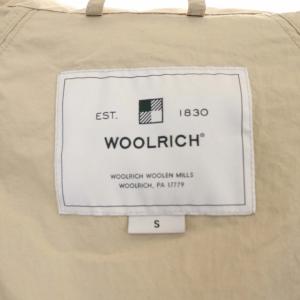 EST. 1830
WOOLRICH®
WOOLRICH WOOLEN MILLS
WOOLRICH, PA 17779
S